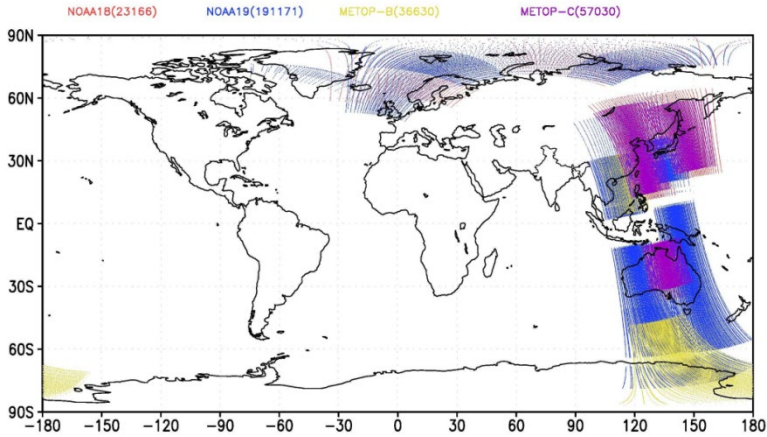 NOAA18(23166) NOAA19(191171) METOP-B(36630) METOP-C(57030)
90N
60N
30N
EQ
30S
60S
90S
-180 -150 -120 -90 -60 -30 0 30 60 90 120 150 180